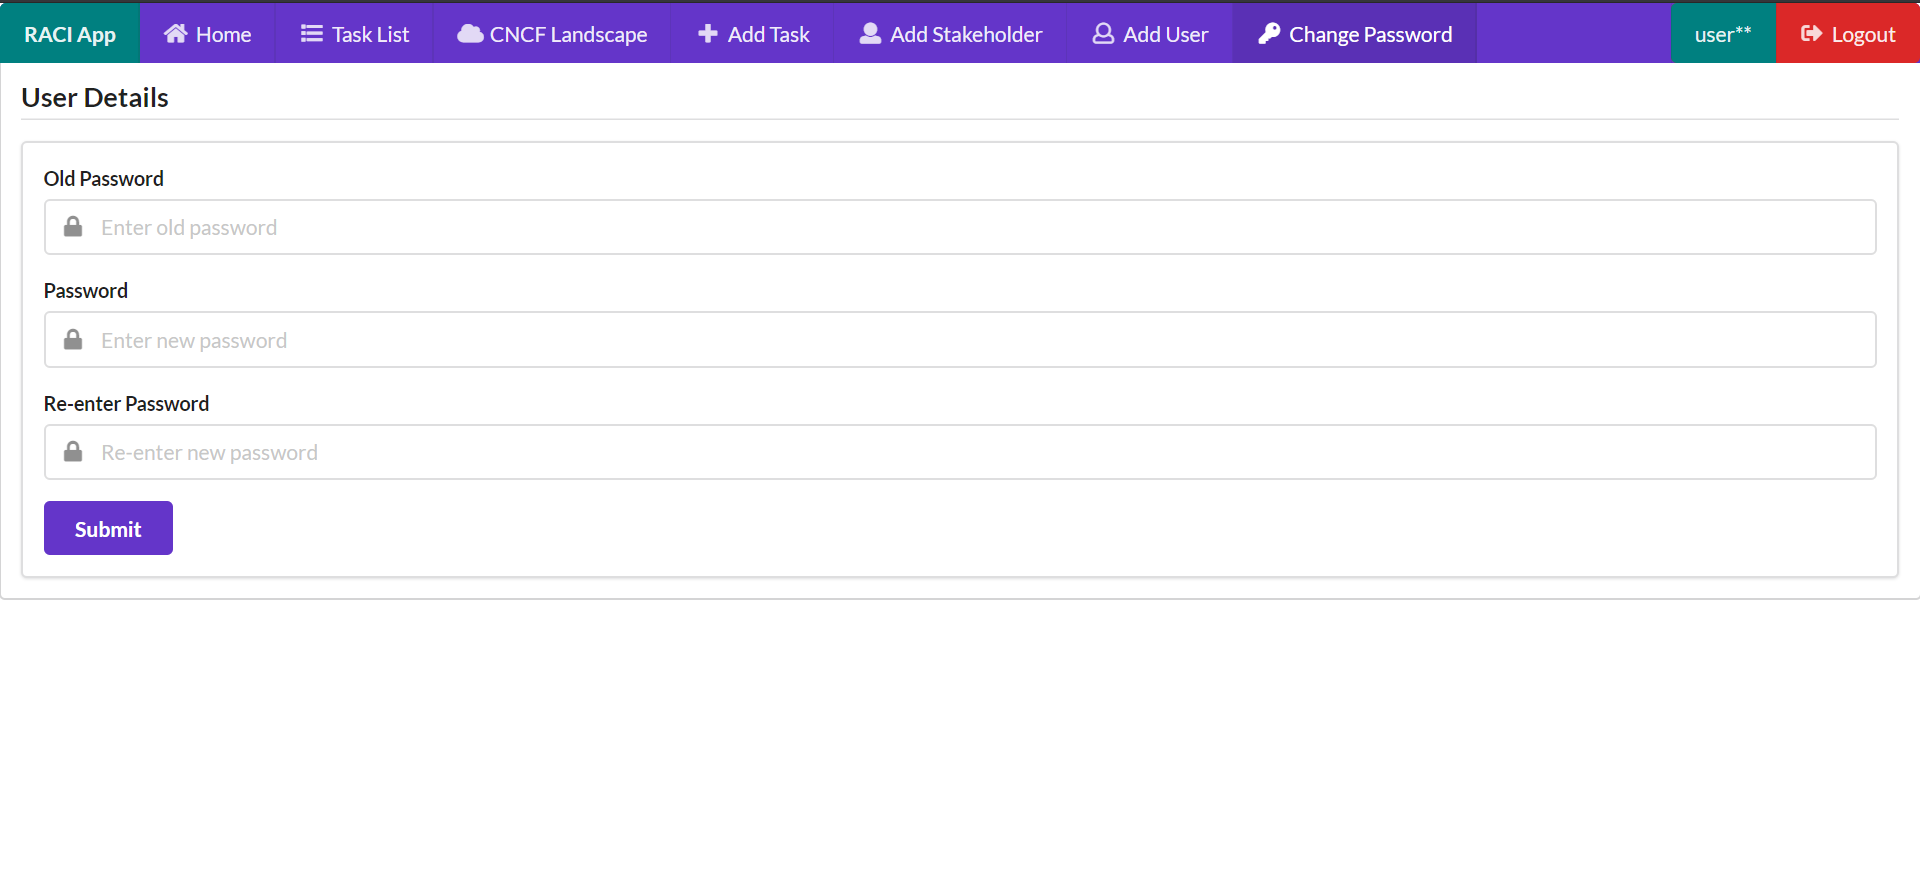 RACI App Home Task List CNCF Landscape Add Task Add Stakeholder Add User Change Password user** Logout
User Details
Old Password
Enter old password
Password
Enter new password
Re-enter Password
Re-enter new password
Submit